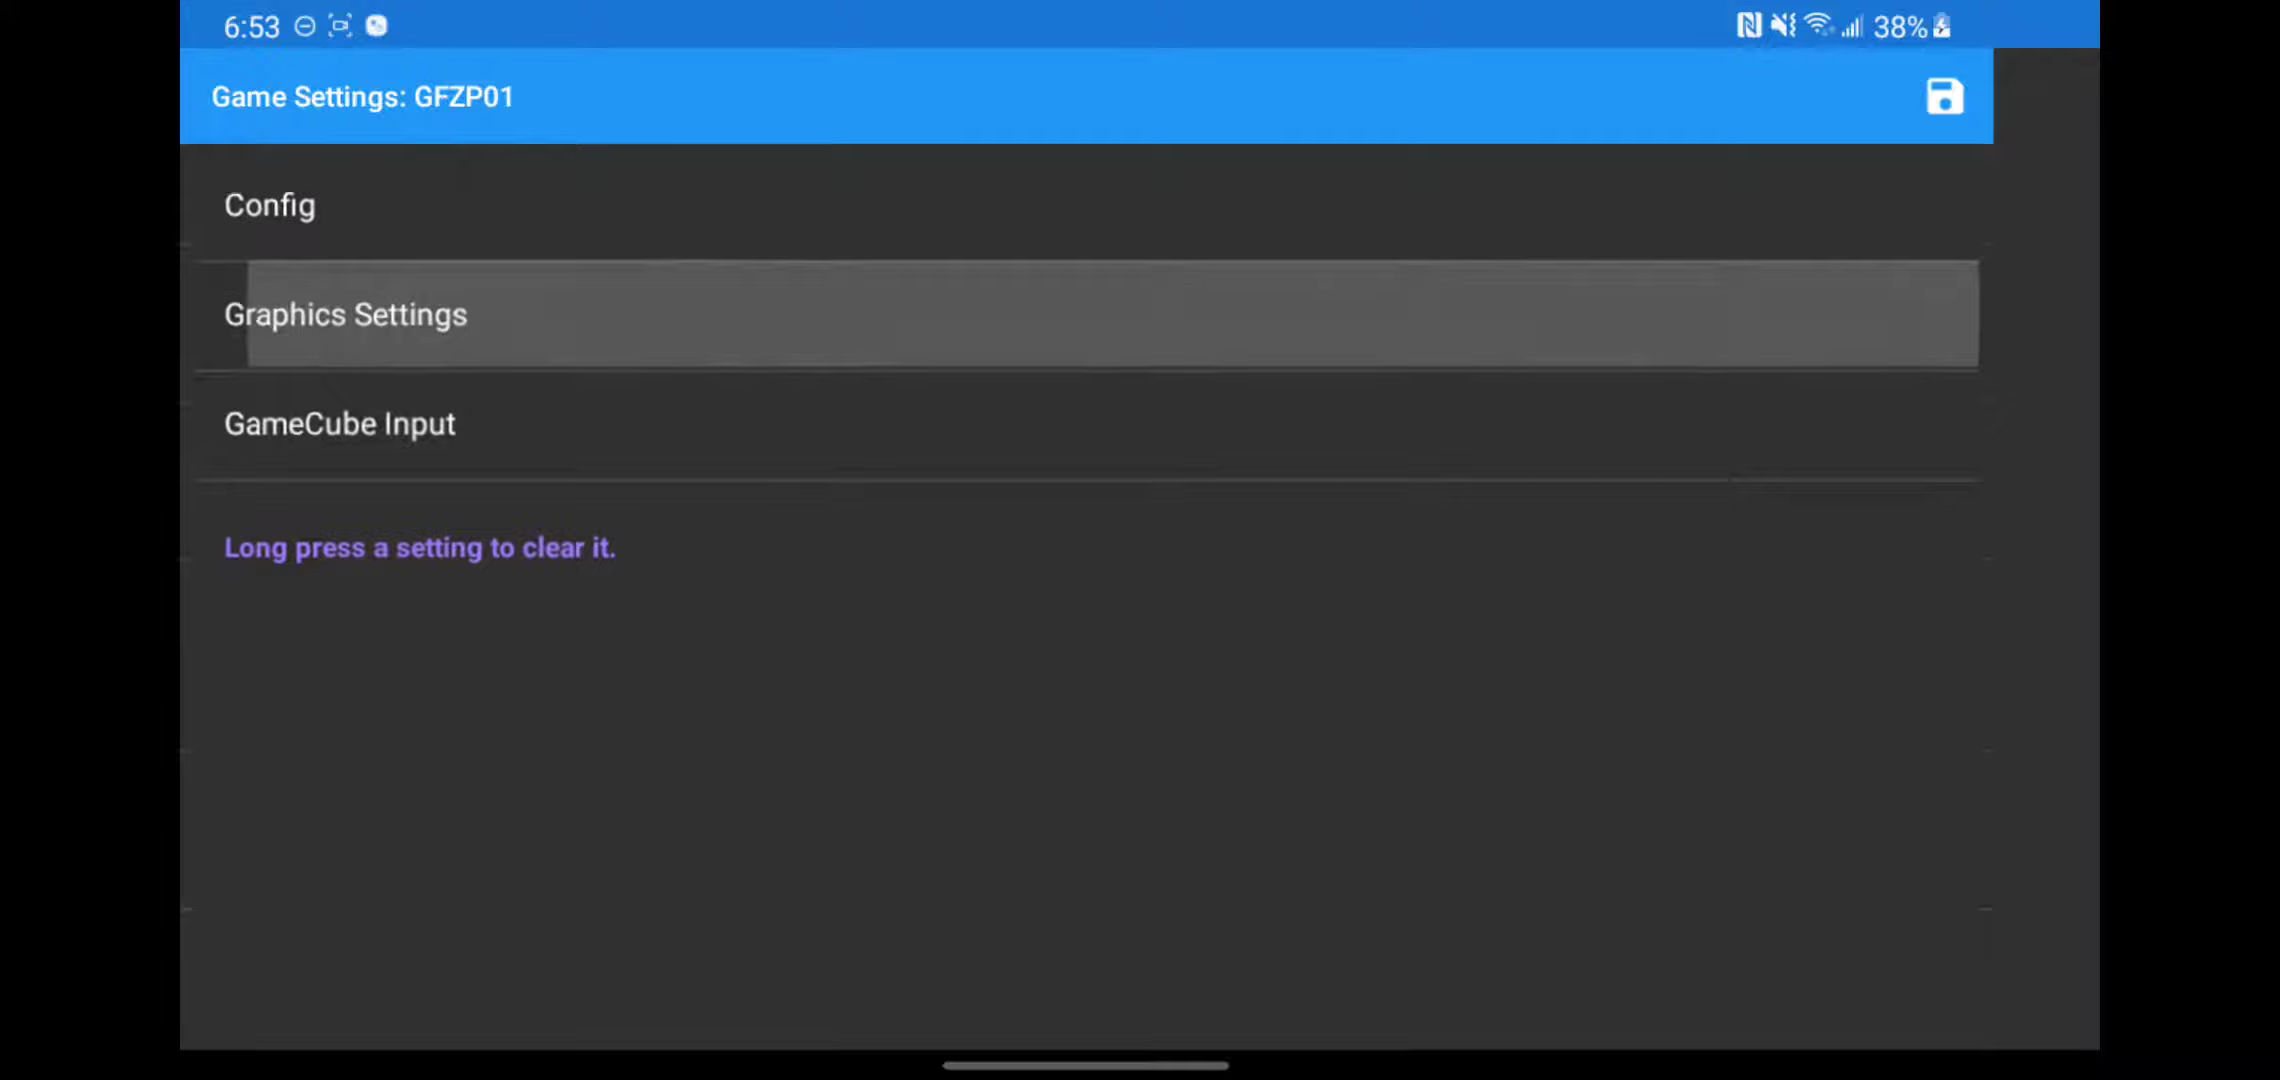 6:53 38%
Game Settings: GFZP01
Config
Graphics Settings
GameCube Input
Long press a setting to clear it.